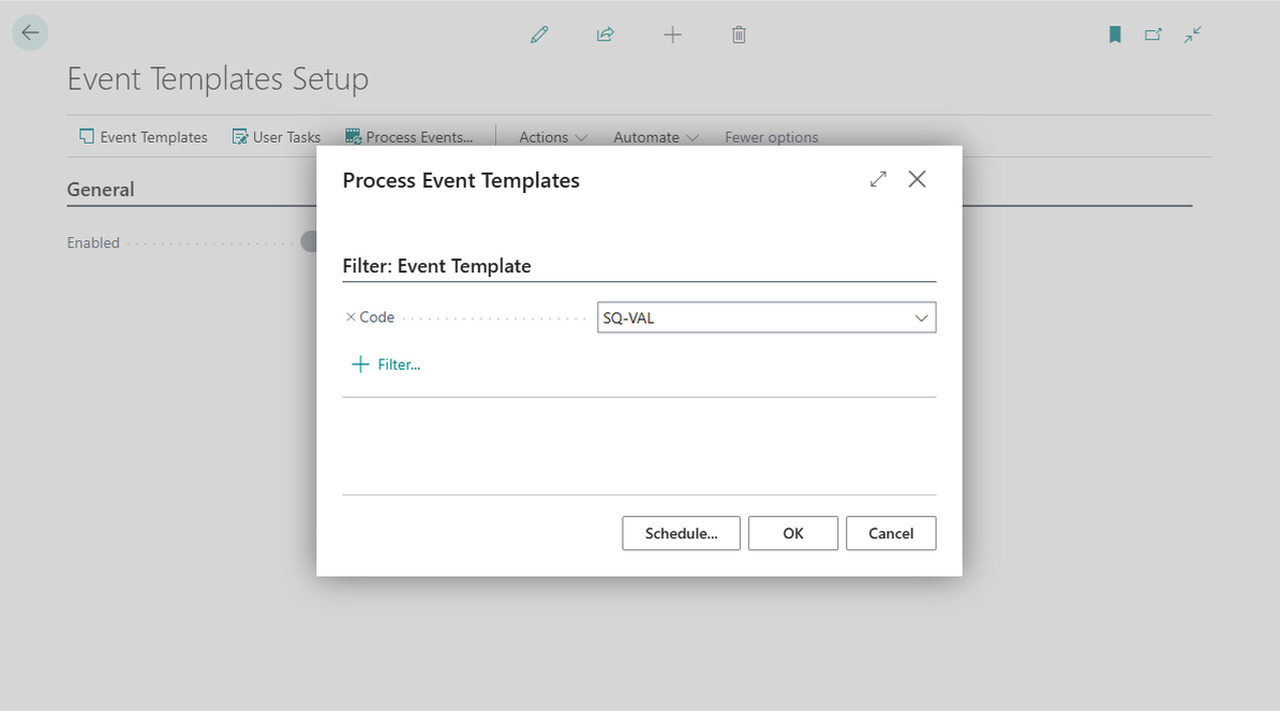 Event Templates Setup
Event Templates User Tasks Process Events... Actions Automate Fewer options
General
Enabled
Process Event Templates
Filter: Event Template
Code SQ-VAL
Filter...
Schedule... OK Cancel